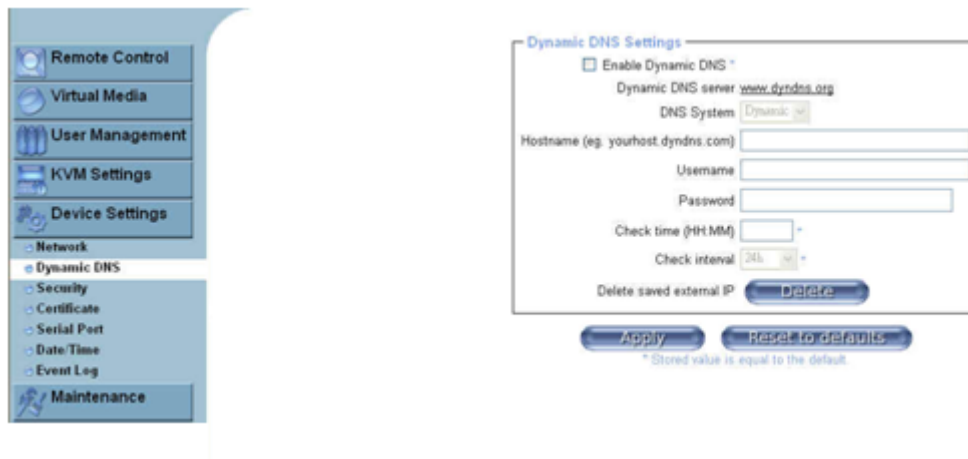 Remote Control
Virtual Media
User Management
KVM Settings
Device Settings
Network
Dynamic DNS
Security
Certificate
Serial Port
Date/Time
Event Log
Maintenance
Dynamic DNS Settings
Enable Dynamic DNS *
Dynamic DNS server www.dyndns.org
DNS System Dynamic
Hostname (eg. yourhost.dyndns.com)
Username
Password
Check time (HH:MM) *
Check interval 24h *
Delete saved external IP Delete
Apply Reset to defaults
* Stored value is equal to the default.